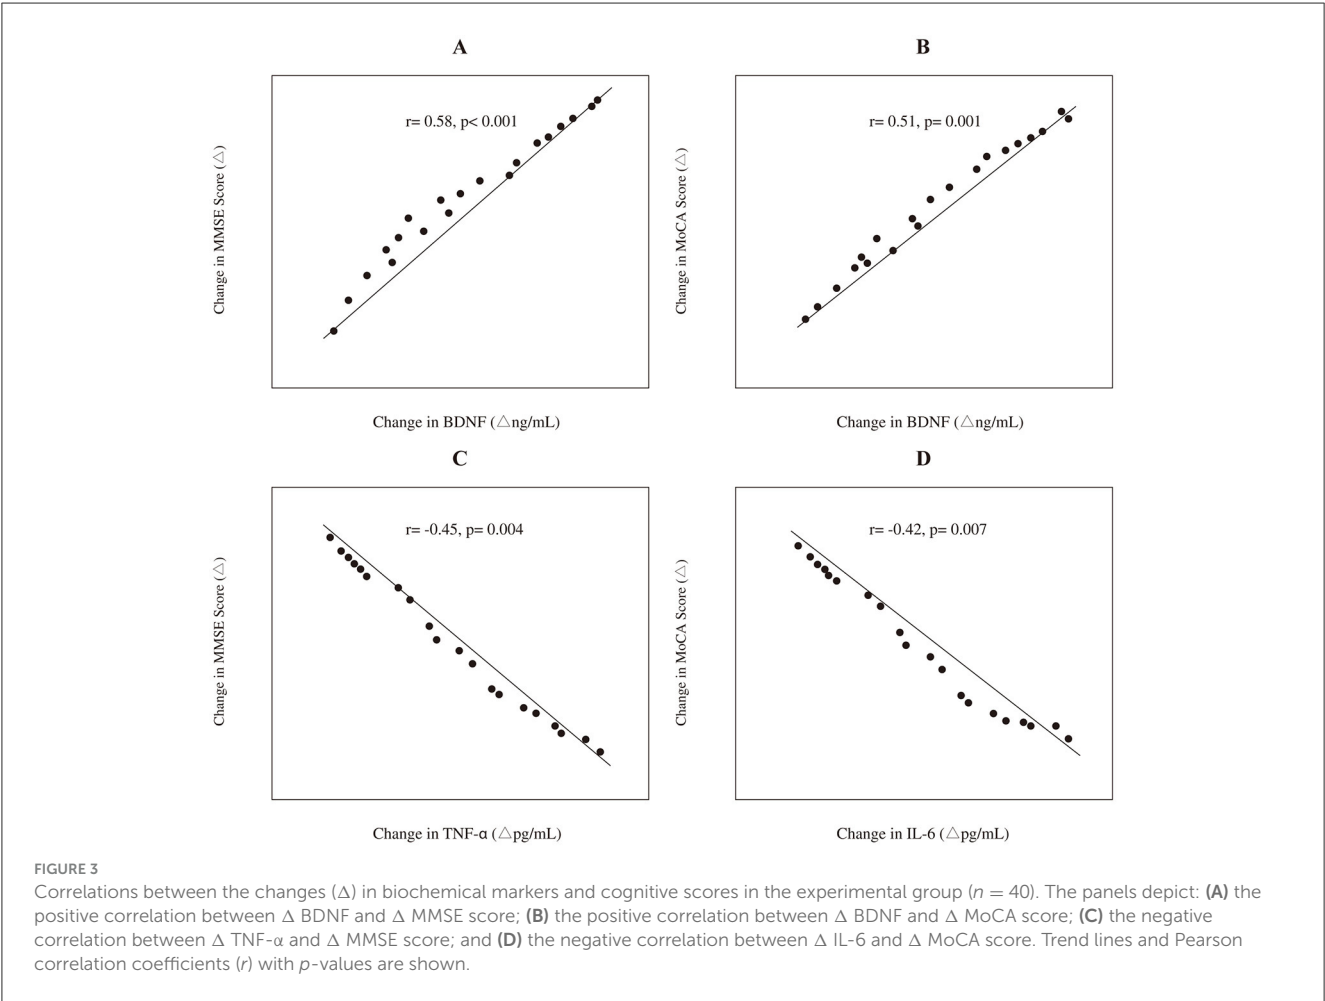 A
B
r= 0.58, p< 0.001
r= 0.51, p= 0.001
Change in MMSE Score (△)
Change in MoCA Score (△)
Change in BDNF (△ng/mL)
Change in BDNF (△ng/mL)
C
D
r= -0.45, p= 0.004
r= -0.42, p= 0.007
Change in MMSE Score (△)
Change in MoCA Score (△)
Change in TNF-α (△pg/mL)
Change in IL-6 (△pg/mL)
FIGURE 3
Correlations between the changes (Δ) in biochemical markers and cognitive scores in the experimental group (n = 40). The panels depict: (A) the
positive correlation between Δ BDNF and Δ MMSE score; (B) the positive correlation between Δ BDNF and Δ MoCA score; (C) the negative
correlation between Δ TNF-α and Δ MMSE score; and (D) the negative correlation between Δ IL-6 and Δ MoCA score. Trend lines and Pearson
correlation coefficients (r) with p-values are shown.